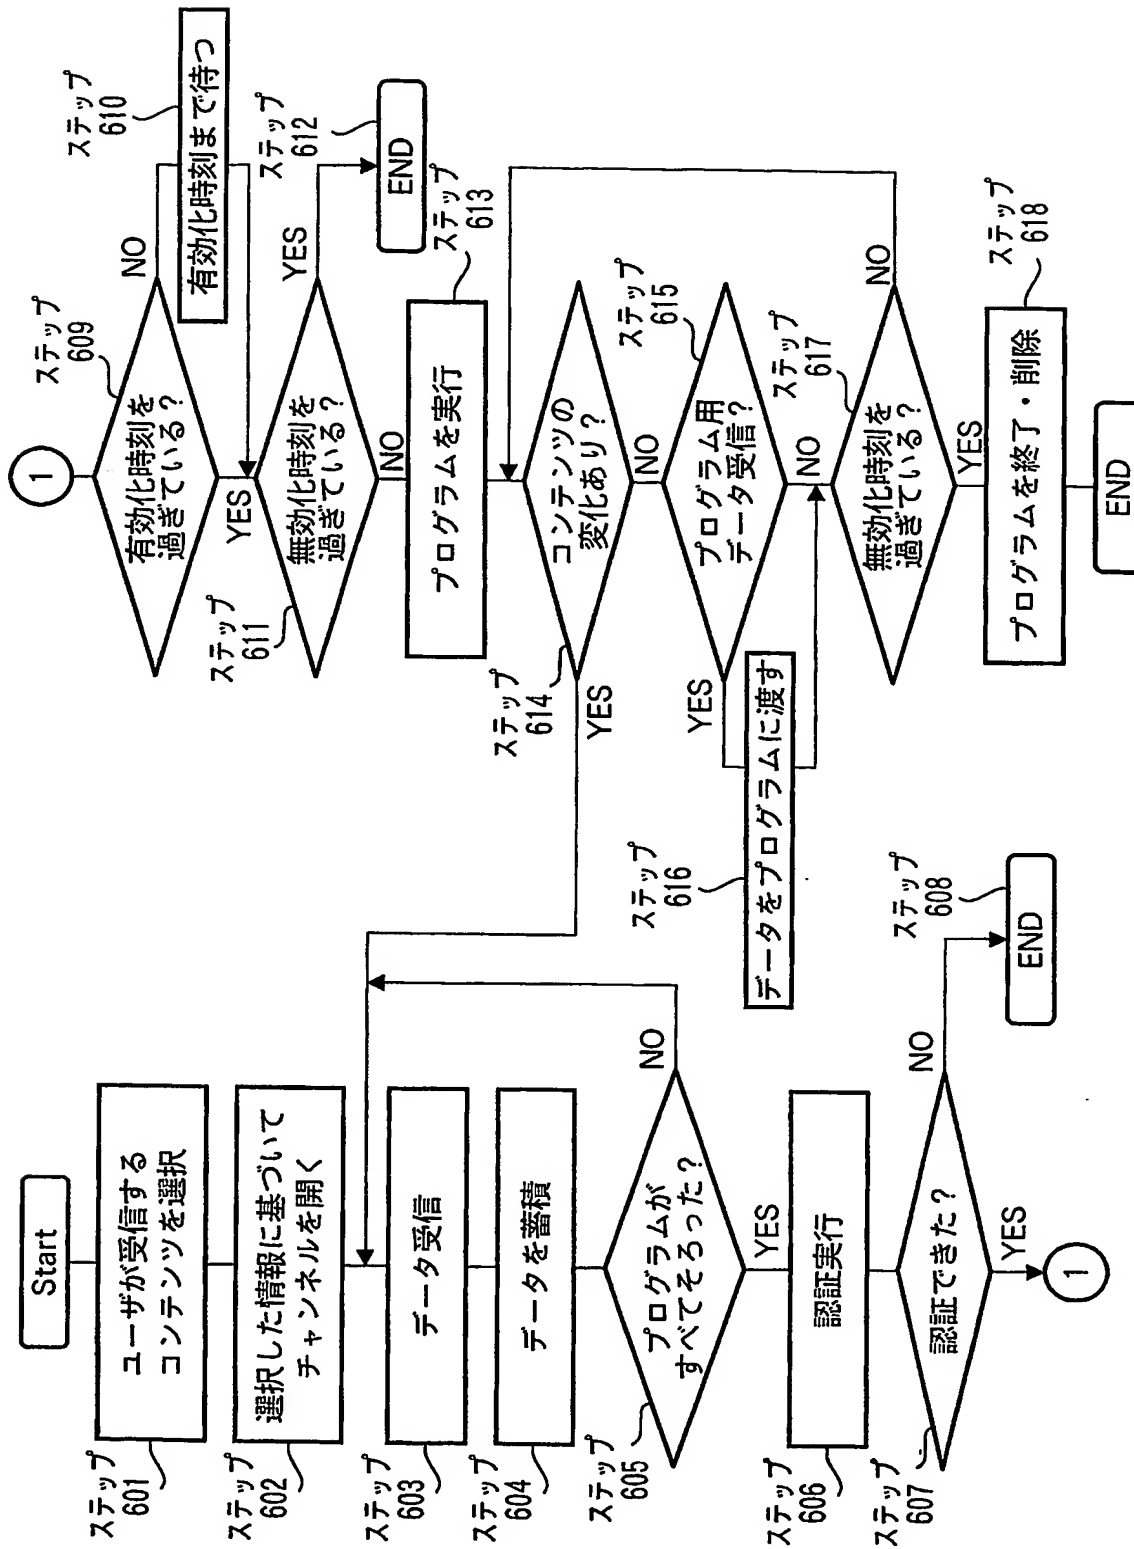 Start
ステップ
601
ユーザが受信する
コンテンツを選択
ステップ
602
選択した情報に基づいて
チャンネルを開く
ステップ
603
データ受信
ステップ
604
データを蓄積
ステップ
605
プログラムが
すべてそろった？
NO
YES
ステップ
606
認証実行
ステップ
607
認証できた？
NO
ステップ
608
END
YES
1
1
ステップ
609
有効化時刻を
過ぎている？
NO
ステップ
610
有効化時刻まで待つ
YES
ステップ
611
無効化時刻を
過ぎている？
YES
ステップ
612
END
NO
ステップ
613
プログラムを実行
ステップ
614
コンテンツの
変化あり？
YES
NO
ステップ
615
プログラム用
データ受信？
YES
ステップ
616
データをプログラムに渡す
NO
ステップ
617
無効化時刻を
過ぎている？
NO
YES
ステップ
618
プログラムを終了・削除
END